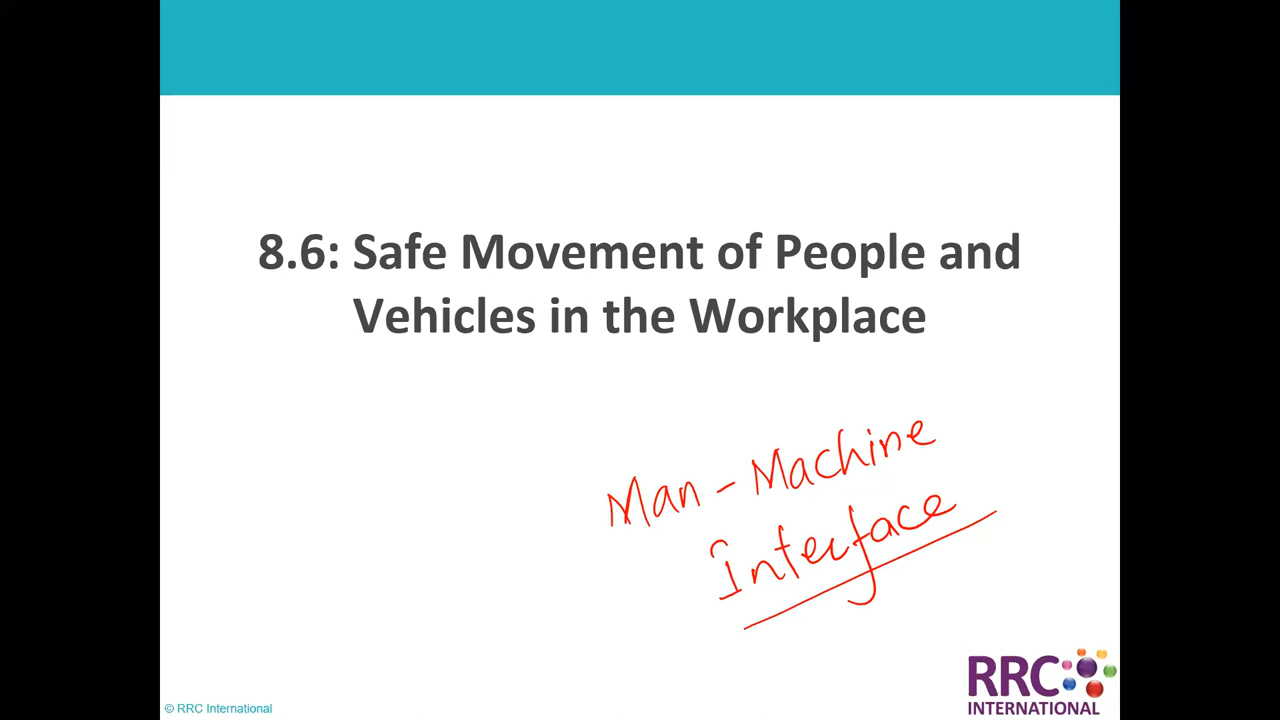 8.6: Safe Movement of People and
Vehicles in the Workplace
Man - Machine
Interface
© RRC International
RRC
INTERNATIONAL